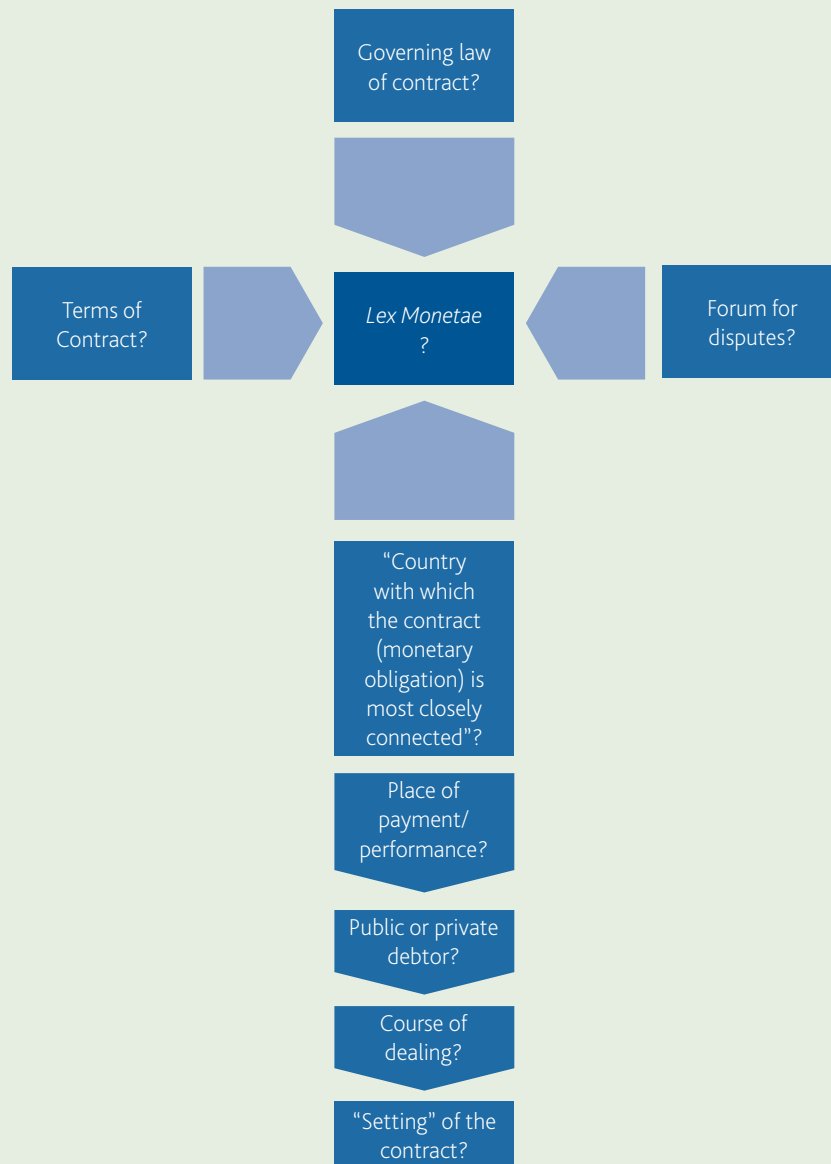 Governing law
of contract?
Terms of
Contract?
Lex Monetae
?
Forum for
disputes?
“Country
with which
the contract
(monetary
obligation) is
most closely
connected”?
Place of
payment/
performance?
Public or private
debtor?
Course of
dealing?
“Setting” of the
contract?